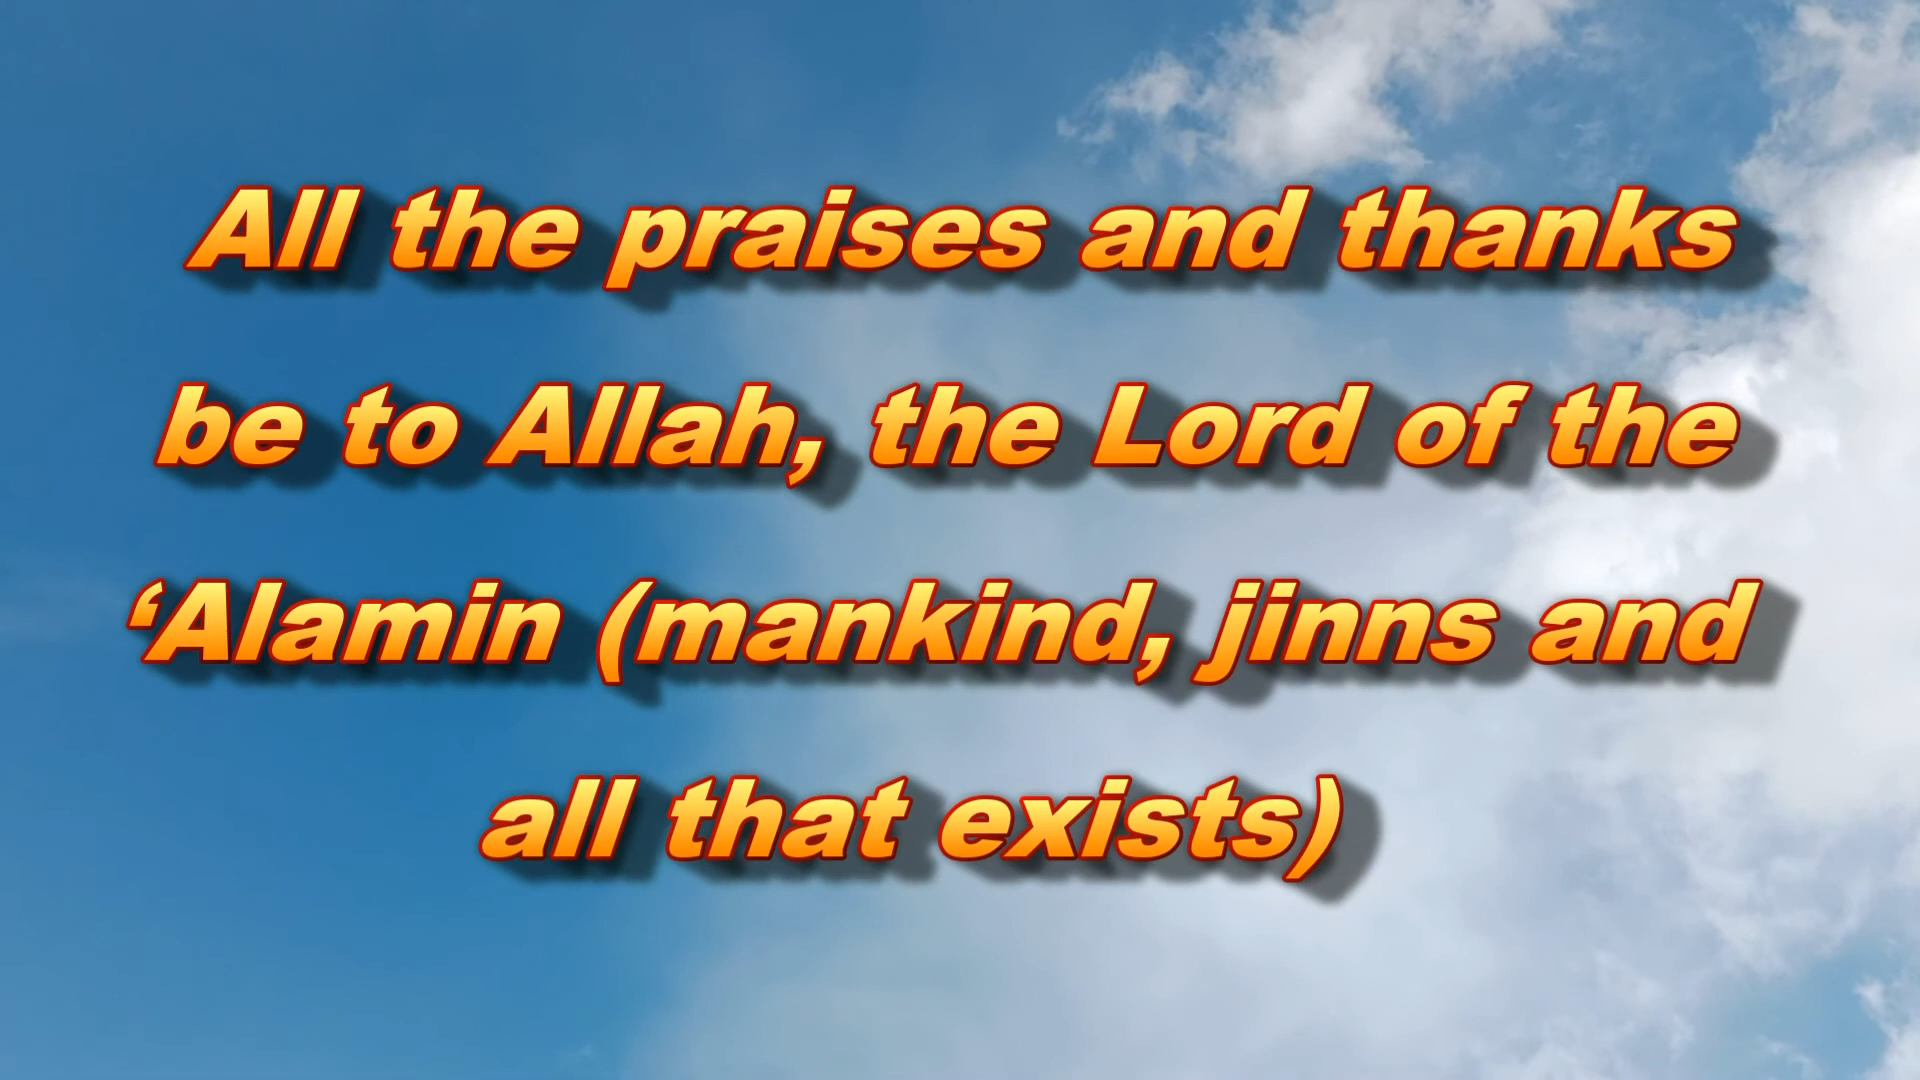 All the praises and thanks
be to Allah, the Lord of the
‘Alamin (mankind, jinns and
all that exists)